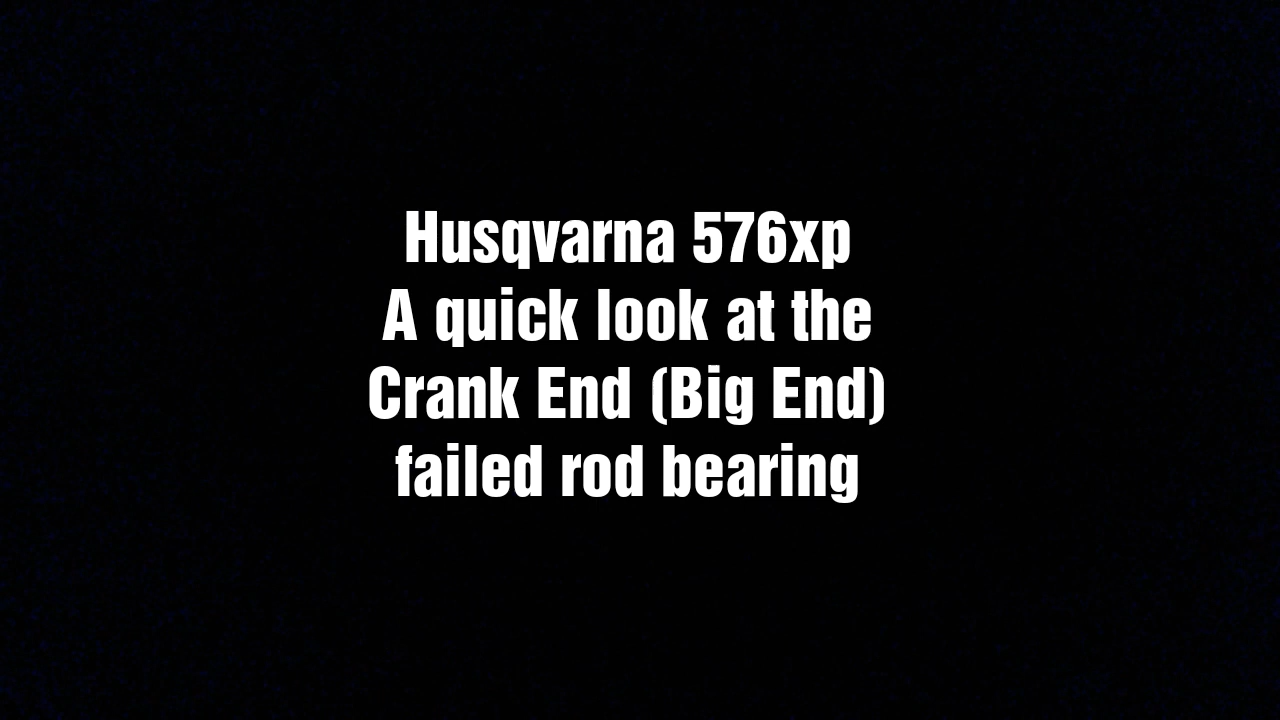 Husqvarna 576xp
A quick look at the
Crank End (Big End)
failed rod bearing